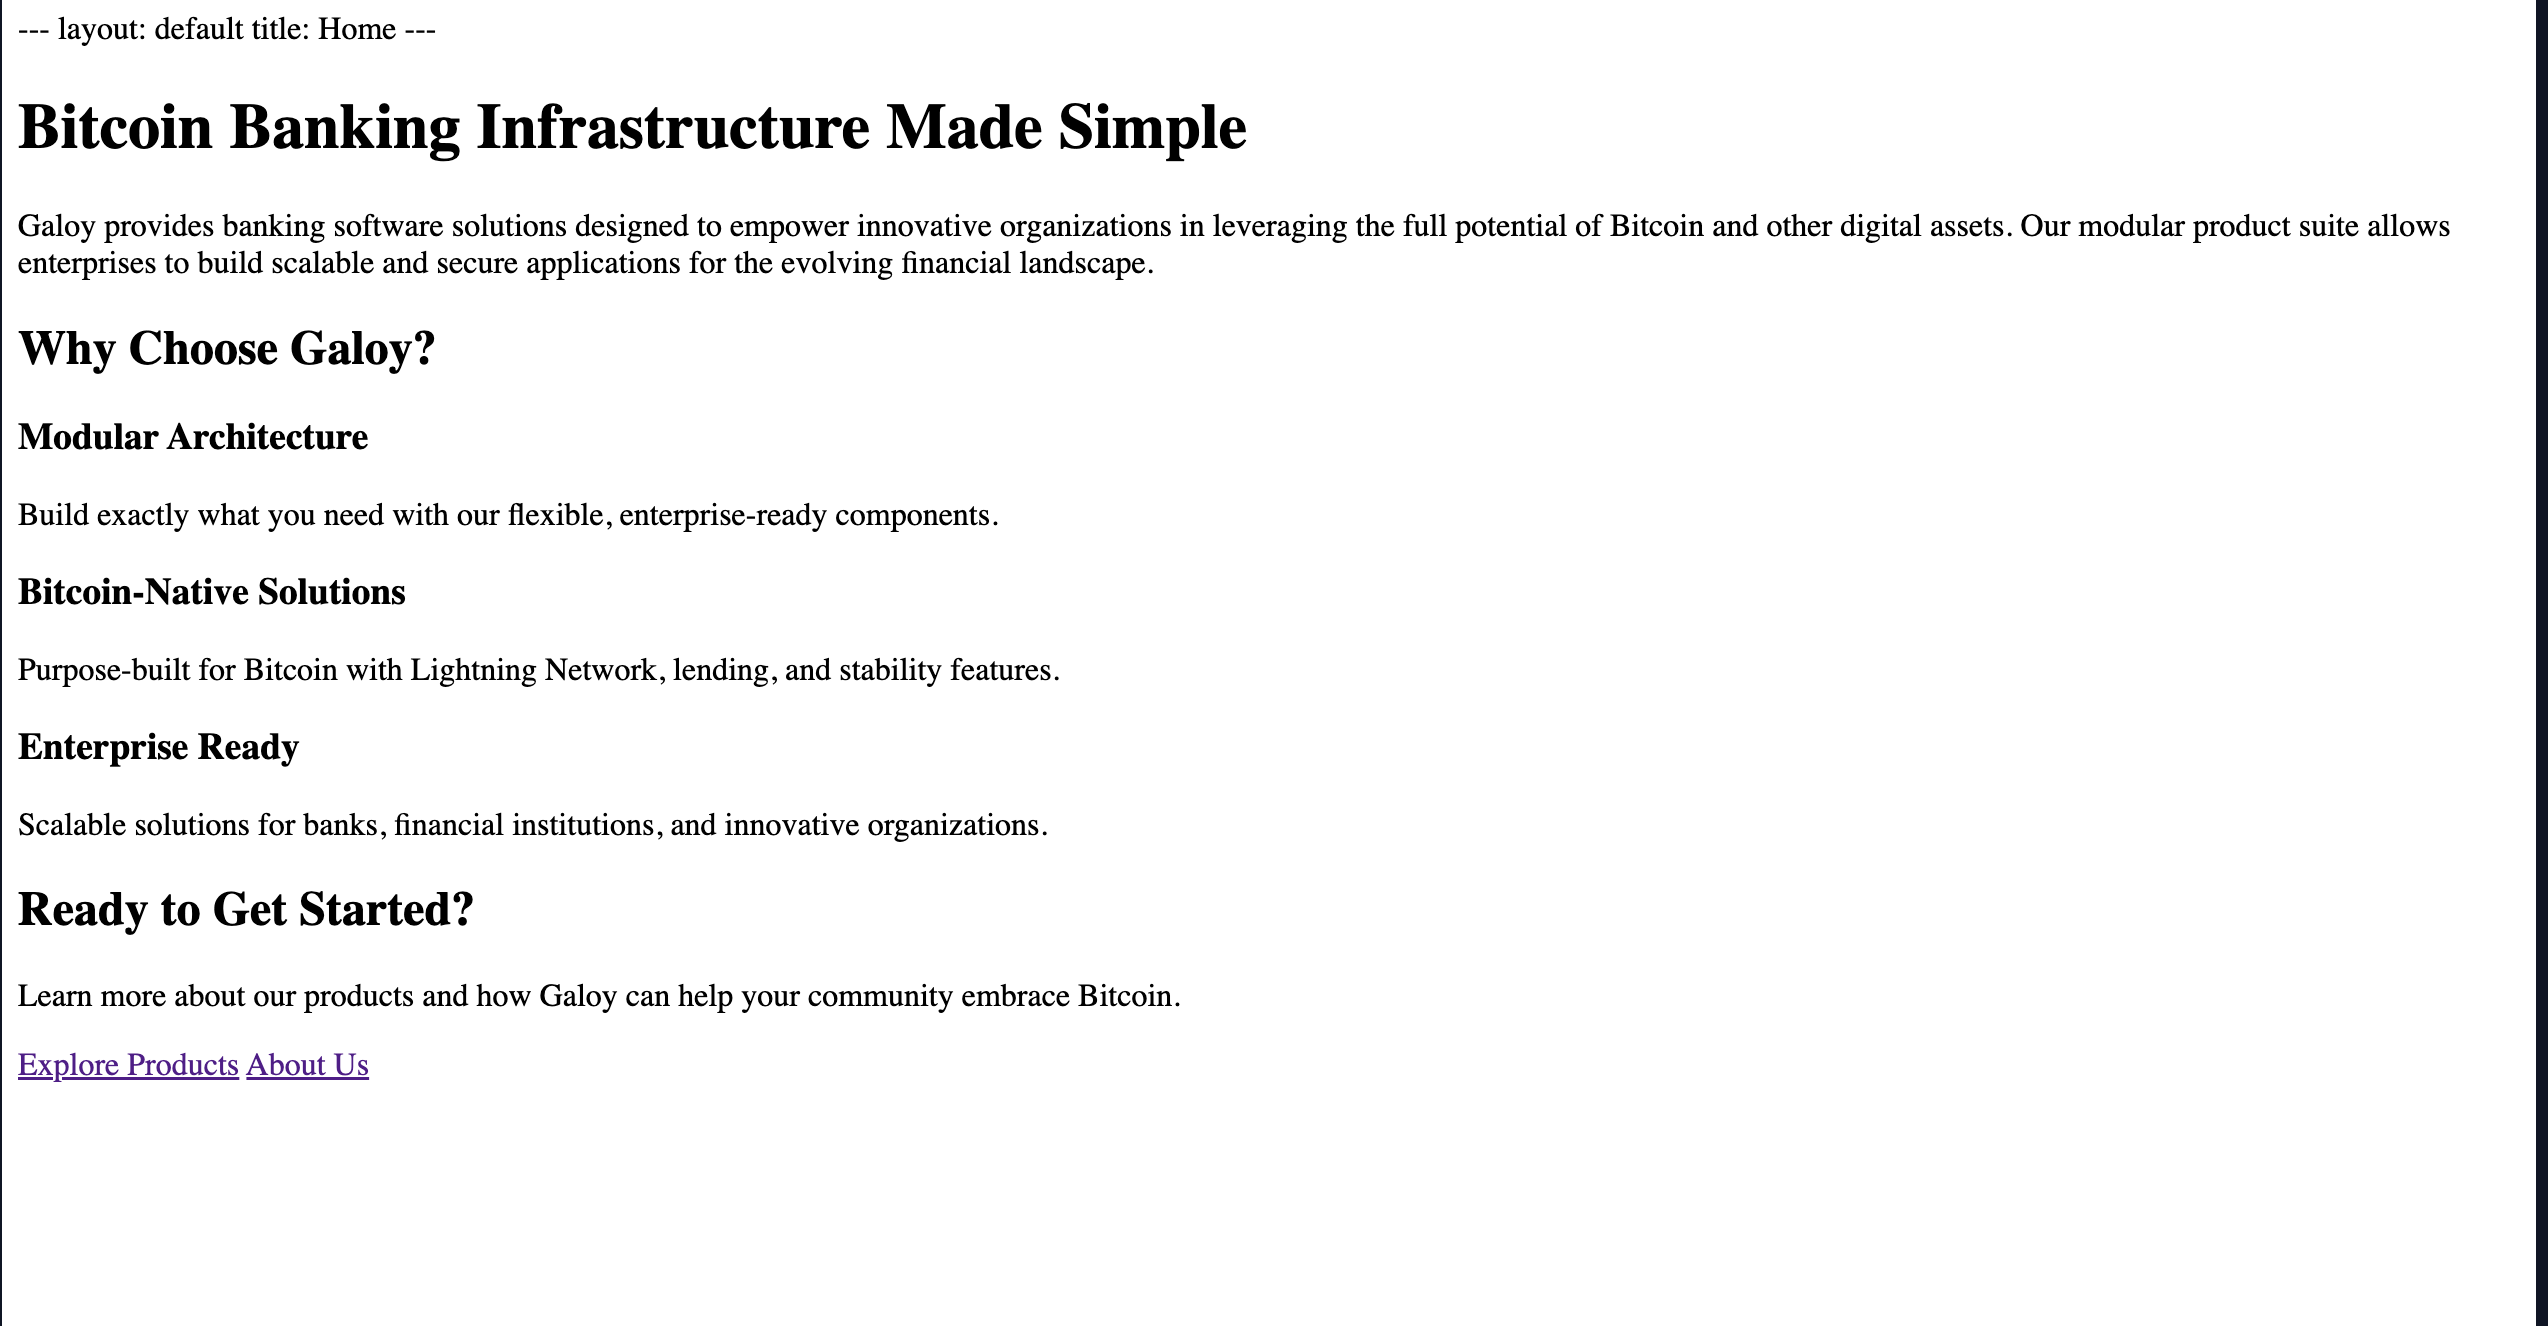 --- layout: default title: Home ---
Bitcoin Banking Infrastructure Made Simple
Galoy provides banking software solutions designed to empower innovative organizations in leveraging the full potential of Bitcoin and other digital assets. Our modular product suite allows
enterprises to build scalable and secure applications for the evolving financial landscape.
Why Choose Galoy?
Modular Architecture
Build exactly what you need with our flexible, enterprise-ready components.
Bitcoin-Native Solutions
Purpose-built for Bitcoin with Lightning Network, lending, and stability features.
Enterprise Ready
Scalable solutions for banks, financial institutions, and innovative organizations.
Ready to Get Started?
Learn more about our products and how Galoy can help your community embrace Bitcoin.
Explore Products About Us